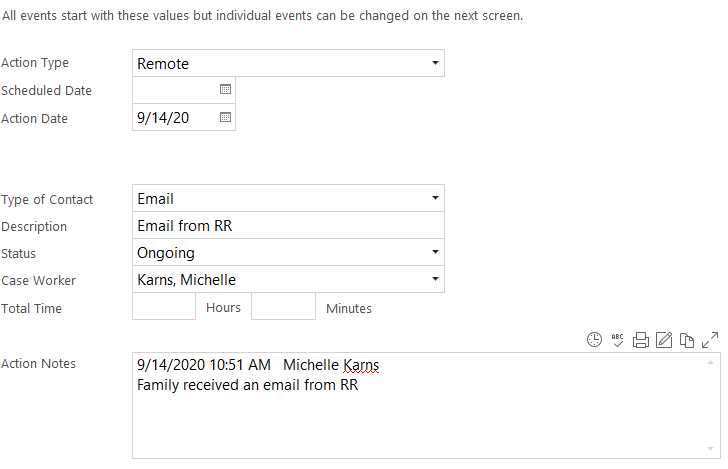 All events start with these values but individual events can be changed on the next screen.
Action Type Remote
Scheduled Date
Action Date 9/14/20
Type of Contact Email
Description Email from RR
Status Ongoing
Case Worker Karns, Michelle
Total Time Hours Minutes
ABC
Action Notes 9/14/2020 10:51 AM Michelle Karns
Family received an email from RR